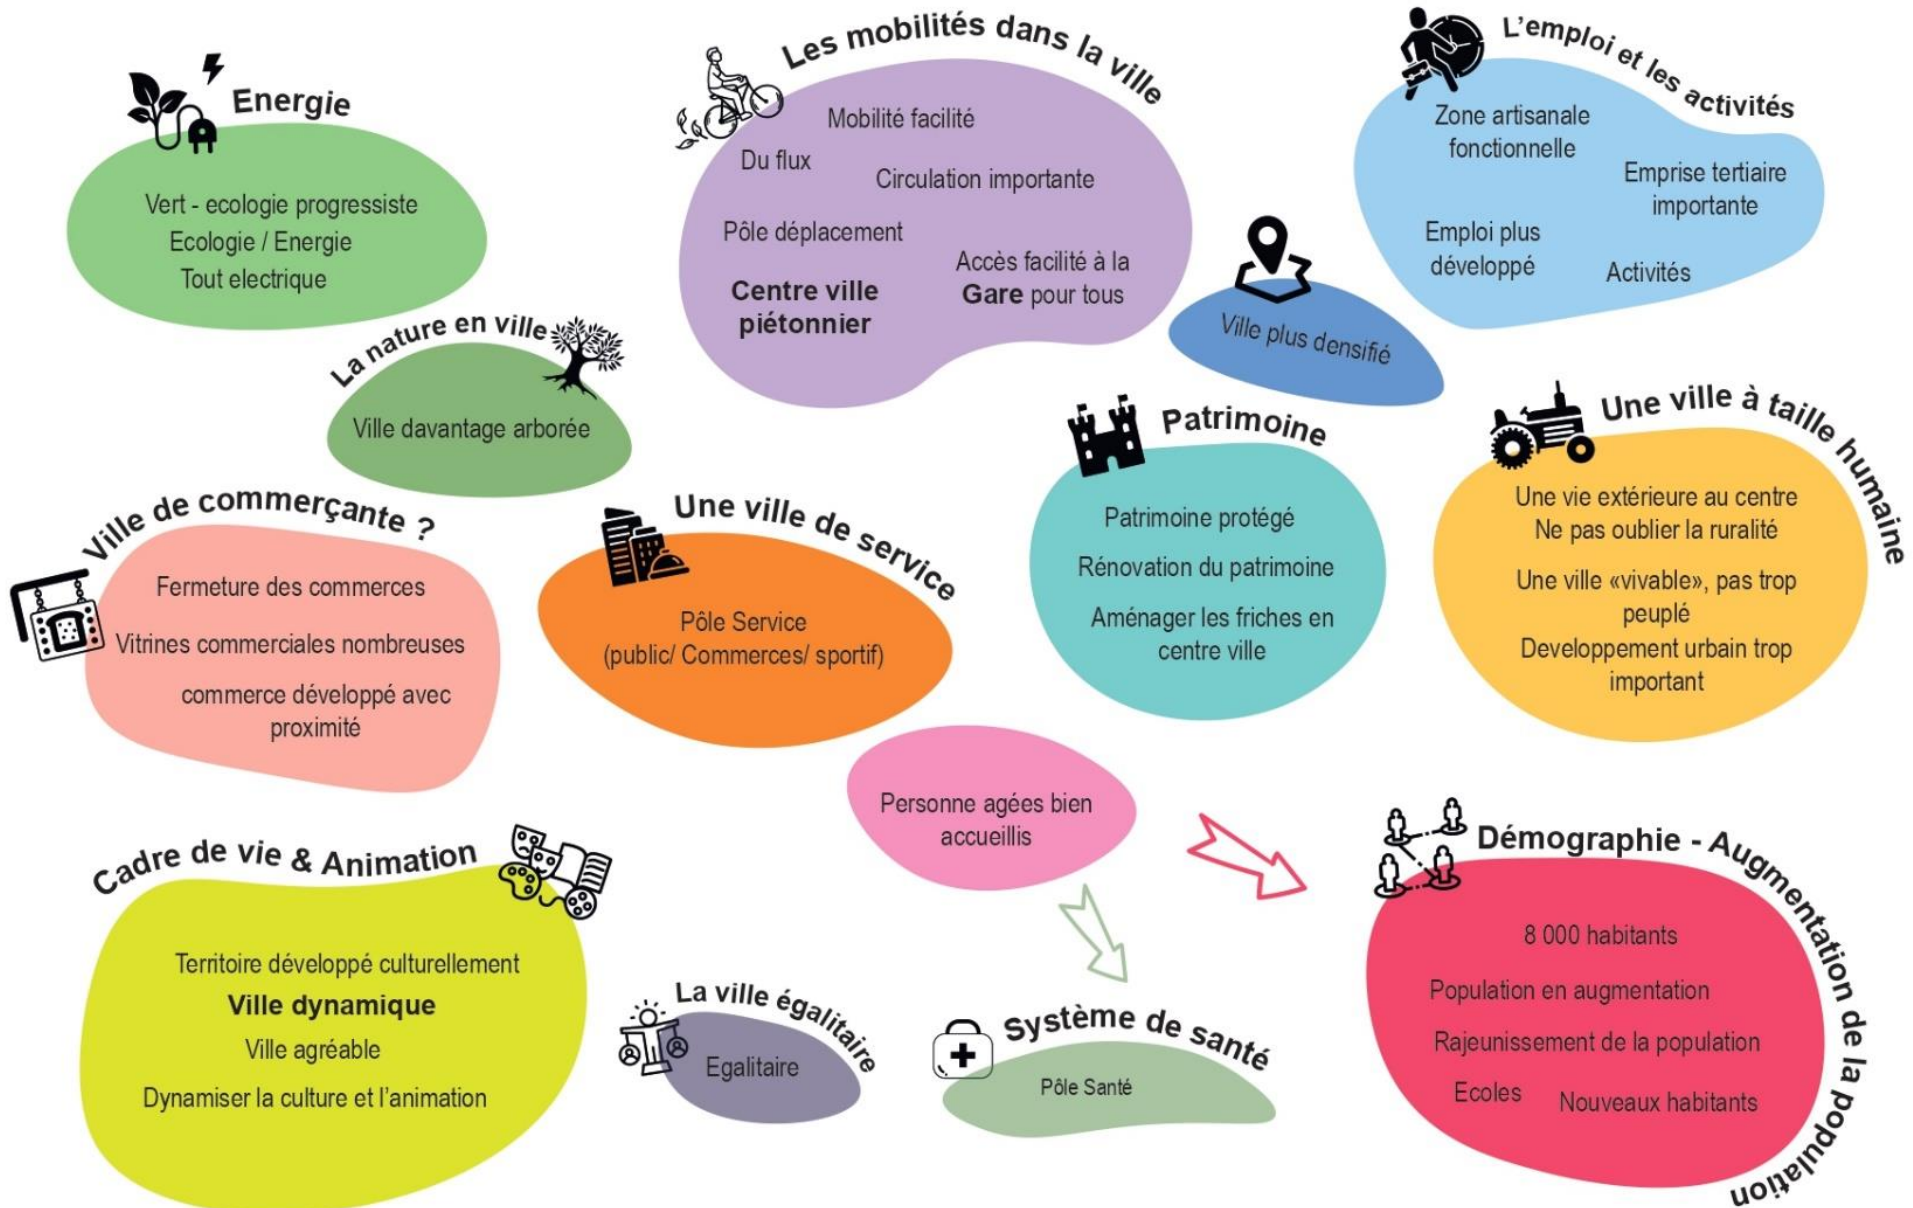 Energie
Vert - ecologie progressiste
Ecologie / Energie
Tout electrique
Les mobilités dans la ville
Mobilité facilité
Du flux
Circulation importante
Pôle déplacement
Accès facilité à la
Gare pour tous
Centre ville
piétonnier
L'emploi et les activités
Zone artisanale
fonctionnelle
Emprise tertiaire
importante
Emploi plus
développé
Activités
La nature en ville
Ville davantage arborée
Ville plus densifié
Patrimoine
Patrimoine protégé
Rénovation du patrimoine
Aménager les friches en
centre ville
Une ville à taille humaine
Une vie extérieure au centre
Ne pas oublier la ruralité
Une ville «vivable», pas trop
peuplé
Developpement urbain trop
important
Ville de commerçante ?
Fermeture des commerces
Vitrines commerciales nombreuses
commerce développé avec
proximité
Une ville de service
Pôle Service
(public/ Commerces/ sportif)
Personne agées bien
accueillis
Cadre de vie & Animation
Territoire développé culturellement
Ville dynamique
Ville agréable
Dynamiser la culture et l'animation
La ville égalitaire
Egalitaire
Système de santé
Pôle Santé
Démographie - Augmentation de la population
8 000 habitants
Population en augmentation
Rajeunissement de la population
Ecoles
Nouveaux habitants